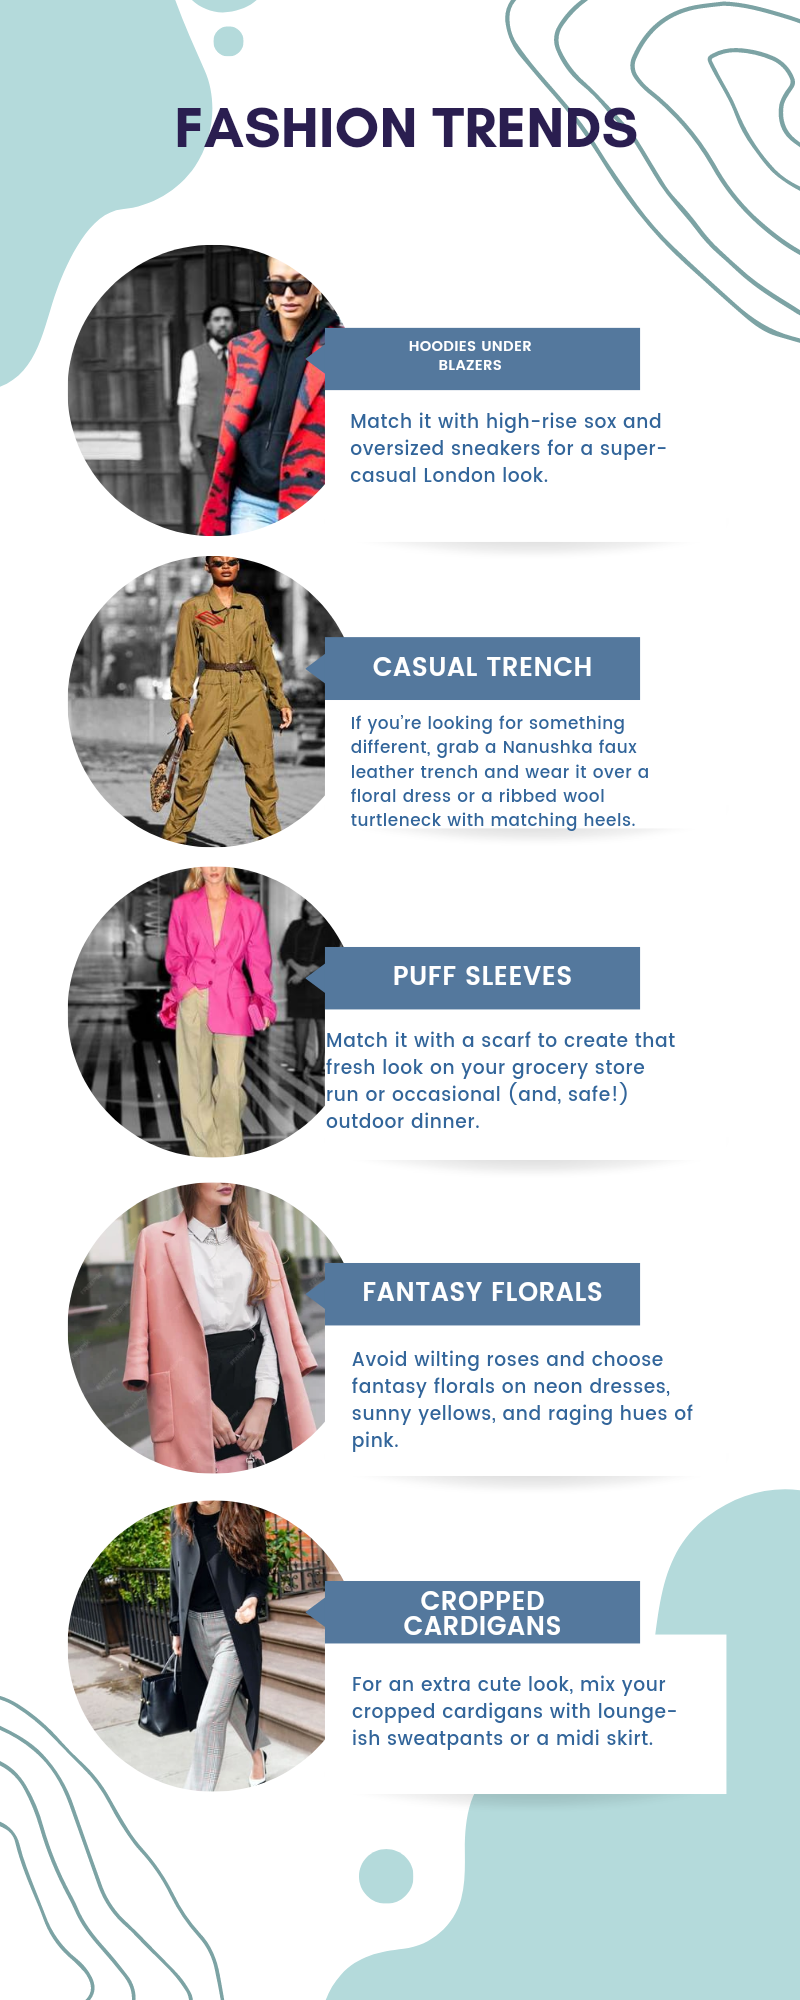 FASHION TRENDS
HOODIES UNDER
BLAZERS
Match it with high-rise sox and
oversized sneakers for a super-
casual London look.
CASUAL TRENCH
If you’re looking for something
different, grab a Nanushka faux
leather trench and wear it over a
floral dress or a ribbed wool
turtleneck with matching heels.
PUFF SLEEVES
Match it with a scarf to create that
fresh look on your grocery store
run or occasional (and, safe!)
outdoor dinner.
FANTASY FLORALS
Avoid wilting roses and choose
fantasy florals on neon dresses,
sunny yellows, and raging hues of
pink.
CROPPED
CARDIGANS
For an extra cute look, mix your
cropped cardigans with lounge-
ish sweatpants or a midi skirt.